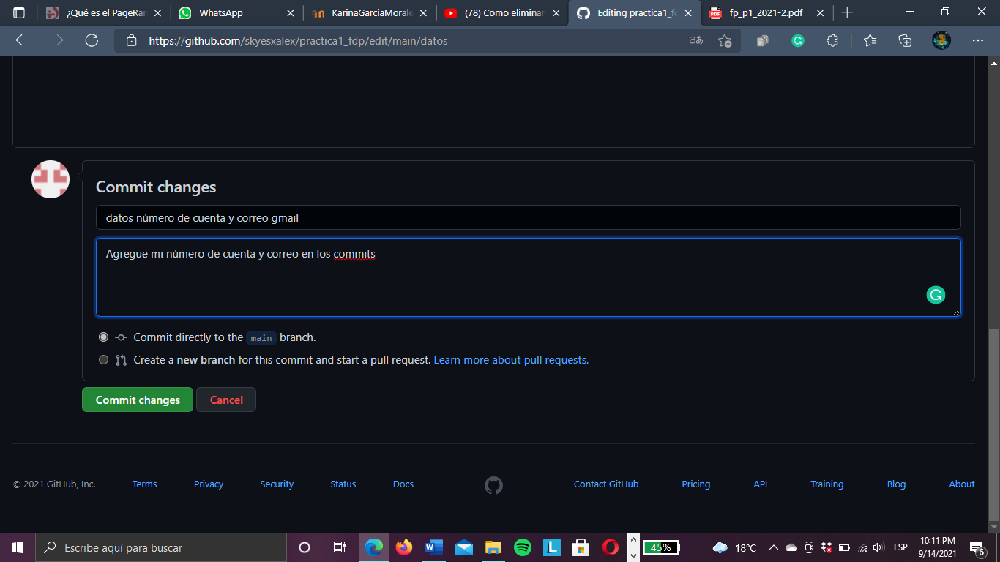 ¿Qué es el PageRan
WhatsApp
KarinaGarciaMorale
(78) Como eliminar
Editing practica1_fd
PDF
fp_p1_2021-2.pdf
https://github.com/skyesxalex/practica1_fdp/edit/main/datos
Commit changes
datos número de cuenta y correo gmail
Agregue mi número de cuenta y correo en los commits
Commit directly to the main branch.
Create a new branch for this commit and start a pull request. Learn more about pull requests.
Commit changes
Cancel
© 2021 GitHub, Inc.
Terms
Privacy
Security
Status
Docs
Contact GitHub
Pricing
API
Training
Blog
About
Escribe aquí para buscar
45%
18°C
ESP
10:11 PM
9/14/2021
6